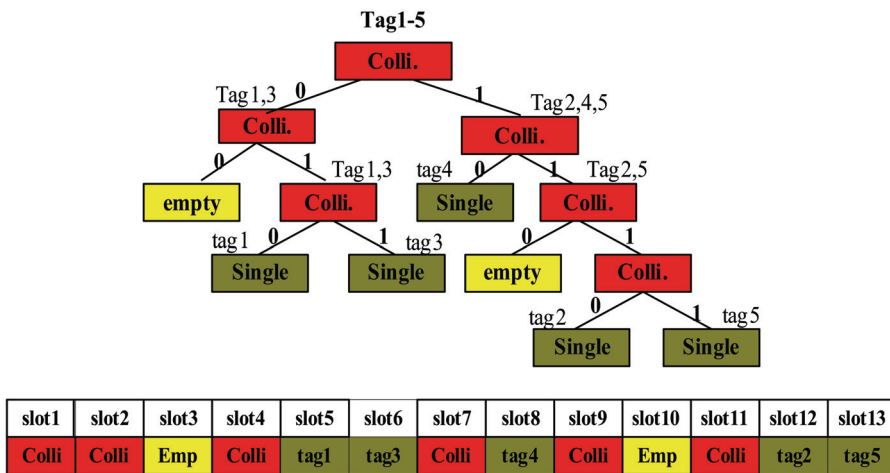 Tag1-5
Colli.
0
1
Tag1,3
Tag2,4,5
Colli.
Colli.
0
1
Tag1,3
tag4
0
1
Tag2,5
empty
Colli.
Single
Colli.
tag1
0
1
tag3
0
1
Single
Single
empty
Colli.
tag2
0
1
tag5
Single
Single
slot1 slot2 slot3 slot4 slot5 slot6 slot7 slot8 slot9 slot10 slot11 slot12 slot13
Colli Colli Emp Colli tag1 tag3 Colli tag4 Colli Emp Colli tag2 tag5